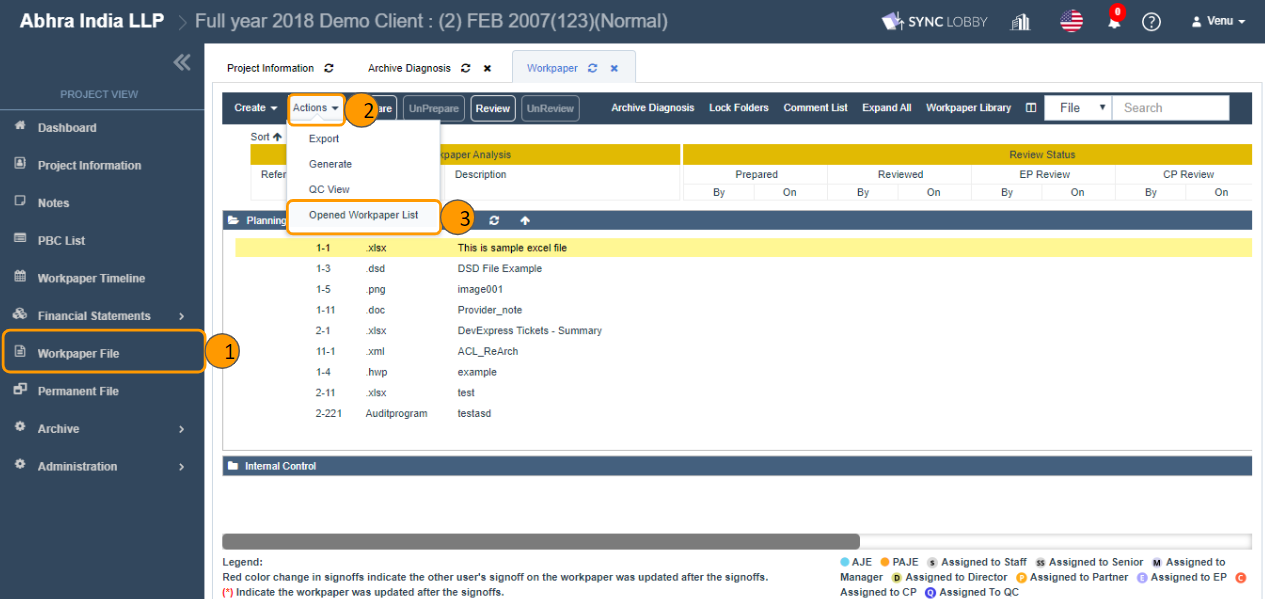 Abhra India LLP > Full year 2018 Demo Client : (2) FEB 2007(123)(Normal)
SYNC LOBBY
0
Venu
PROJECT VIEW
Dashboard
Project Information
Notes
PBC List
Workpaper Timeline
Financial Statements
Workpaper File
1
Permanent File
Archive
Administration
Project Information
Archive Diagnosis
Workpaper
Create Actions 2 are UnPrepare Review UnReview Archive Diagnosis Lock Folders Comment List Expand All Workpaper Library File Search
Export
Generate
QC View
Opened Workpaper List
3
Sort
paper Analysis Review Status
Refer Description Prepared Reviewed EP Review CP Review
By On By On By On By On
Planning
1-1 .xlsx This is sample excel file
1-3 .dsd DSD File Example
1-5 .png image001
1-11 .doc Provider_note
2-1 .xlsx DevExpress Tickets - Summary
11-1 .xml ACL_ReArch
1-4 .hwp example
2-11 .xlsx test
2-221 Auditprogram testasd
Internal Control
Legend:
Red color change in signoffs indicate the other user's signoff on the workpaper was updated after the signoffs.
(*) Indicate the workpaper was updated after the signoffs.
AJE PAJE S Assigned to Staff SS Assigned to Senior M Assigned to
Manager D Assigned to Director P Assigned to Partner E Assigned to EP C
Assigned to CP Q Assigned To QC